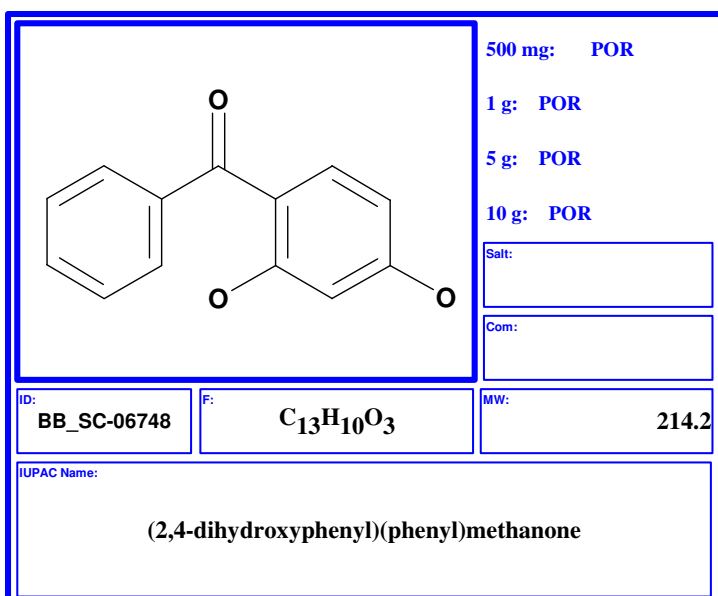 500 mg: POR
1 g: POR
5 g: POR
10 g: POR
O
O
O
Salt:
Com:
ID:
BB_SC-06748
F:
C13H10O3
MW:
214.2
IUPAC Name:
(2,4-dihydroxyphenyl)(phenyl)methanone